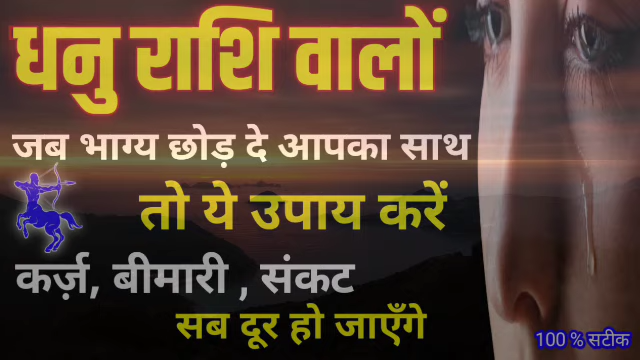 धनु राशि वालों
जब भाग्य छोड़ दे आपका साथ
तो ये उपाय करें
कर्ज़, बीमारी , संकट
सब दूर हो जाएँगे
100 % सटीक